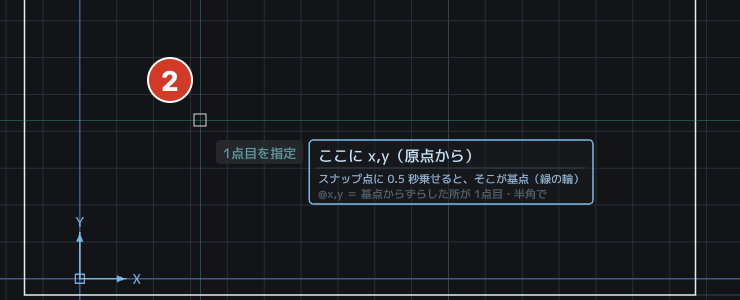 2
1点目を指定
ここに x,y（原点から）
スナップ点に 0.5 秒乗せると、そこが基点（緑の輪）
@x,y ＝ 基点からずらした所が 1点目・半角で
Y
X